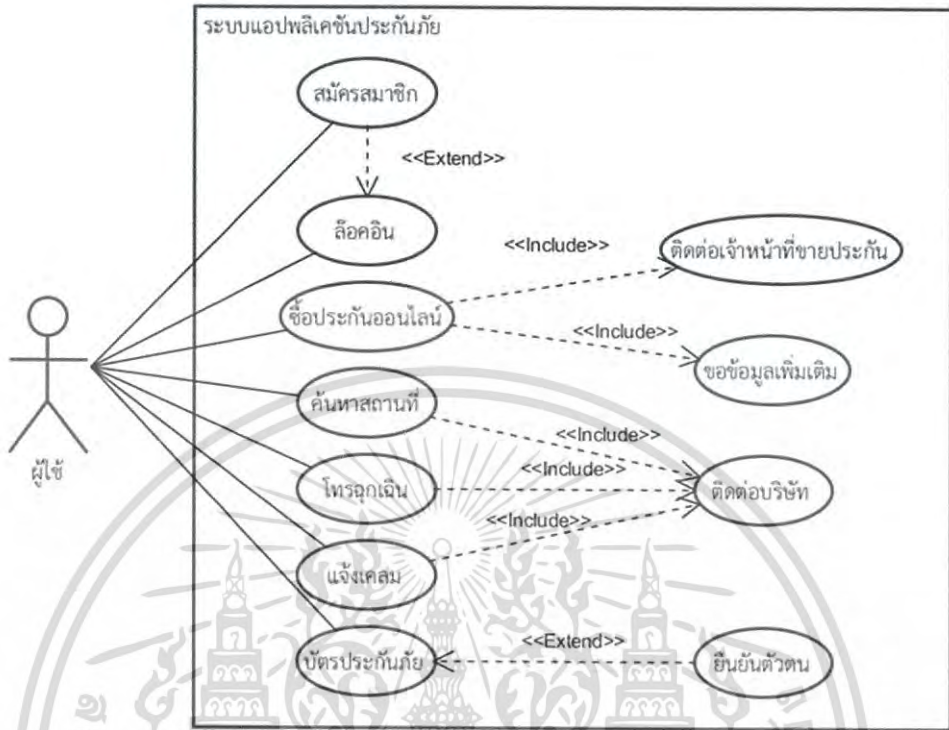 ระบบแอปพลิเคชันประกันภัย
สมัครสมาชิก
<<Extend>>
ล๊อคอิน
<<Include>>
ติดต่อเจ้าหน้าที่ขายประกัน
ซื้อประกันออนไลน์
<<Include>>
ขอข้อมูลเพิ่มเติม
ค้นหาสถานที่
<<Include>>
ผู้ใช้
โทรฉุกเฉิน
<<Include>>
ติดต่อบริษัท
<<Include>>
แจ้งเคลม
บัตรประกันภัย
<<Extend>>
ยืนยันตัวตน